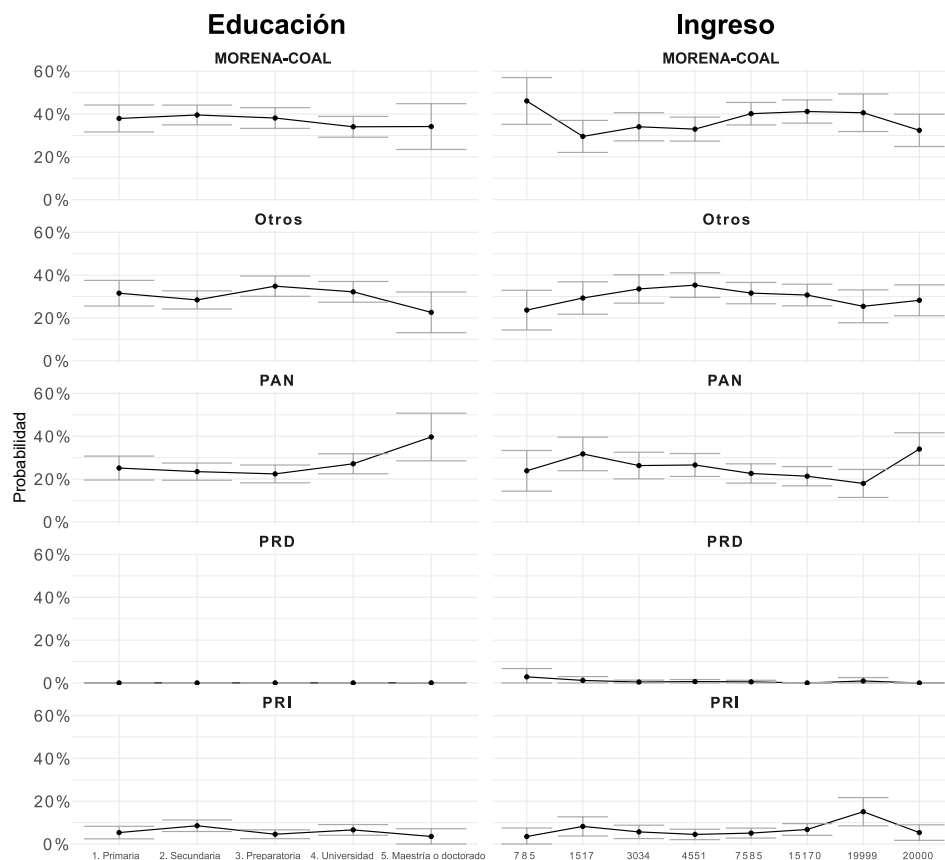 Educación Ingreso
MORENA-COAL MORENA-COAL
60%
40%
20%
0%
Otros Otros
60%
40%
20%
0%
PAN PAN
60%
40%
20%
0%
PRD PRD
60%
40%
20%
0%
PRI PRI
60%
40%
20%
0%
Probabilidad
1. Primaria 2. Secundaria 3. Preparatoria 4. Universidad 5. Maestría o doctorado 785 1517 3034 4551 7585 15170 19999 20000